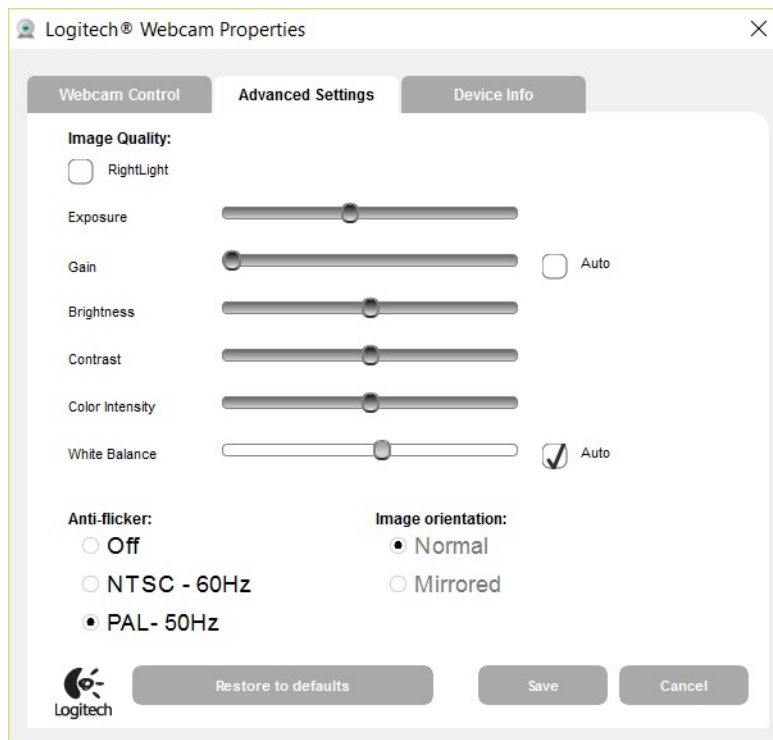 Logitech® Webcam Properties
Webcam Control Advanced Settings Device Info
Image Quality:
RightLight
Exposure
Gain Auto
Brightness
Contrast
Color Intensity
White Balance Auto
Anti-flicker: Image orientation:
Off Normal
NTSC - 60Hz Mirrored
PAL- 50Hz
Logitech Restore to defaults Save Cancel